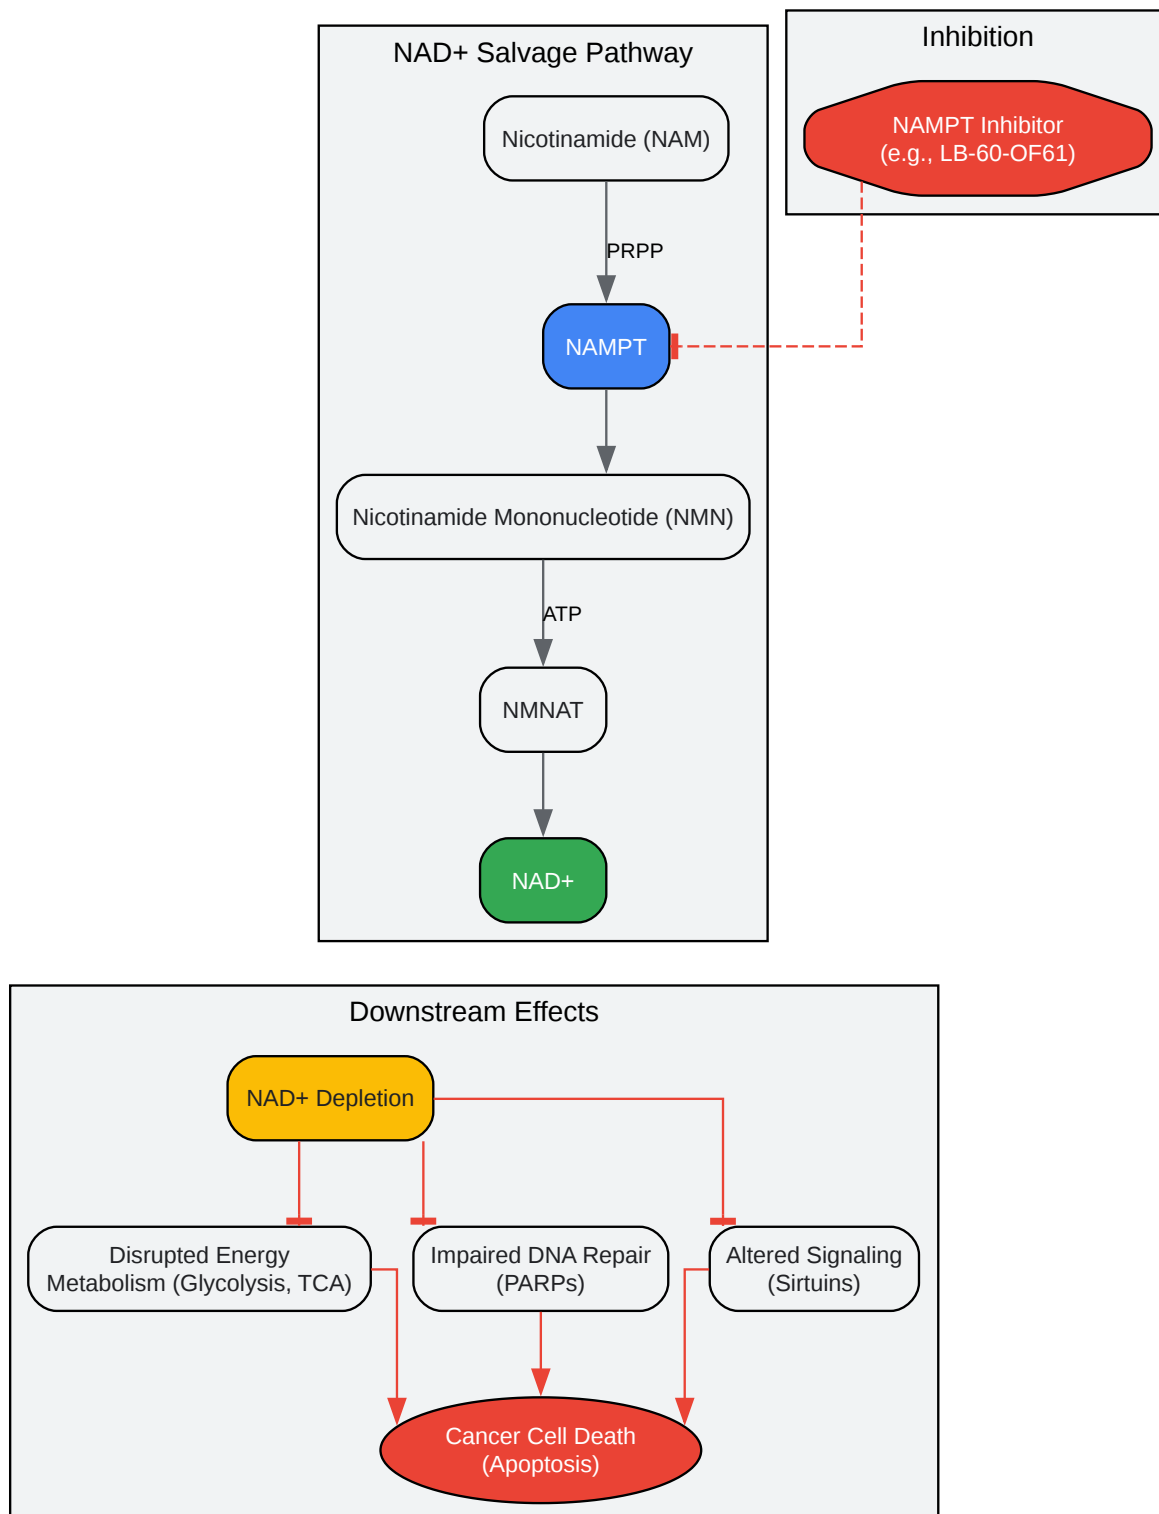 NAD+ Salvage Pathway
Nicotinamide (NAM)
PRPP
NAMPT
Nicotinamide Mononucleotide (NMN)
ATP
NMNAT
NAD+
Inhibition
NAMPT Inhibitor
(e.g., LB-60-OF61)
Downstream Effects
NAD+ Depletion
Disrupted Energy
Metabolism (Glycolysis, TCA)
Impaired DNA Repair
(PARPs)
Altered Signaling
(Sirtuins)
Cancer Cell Death
(Apoptosis)